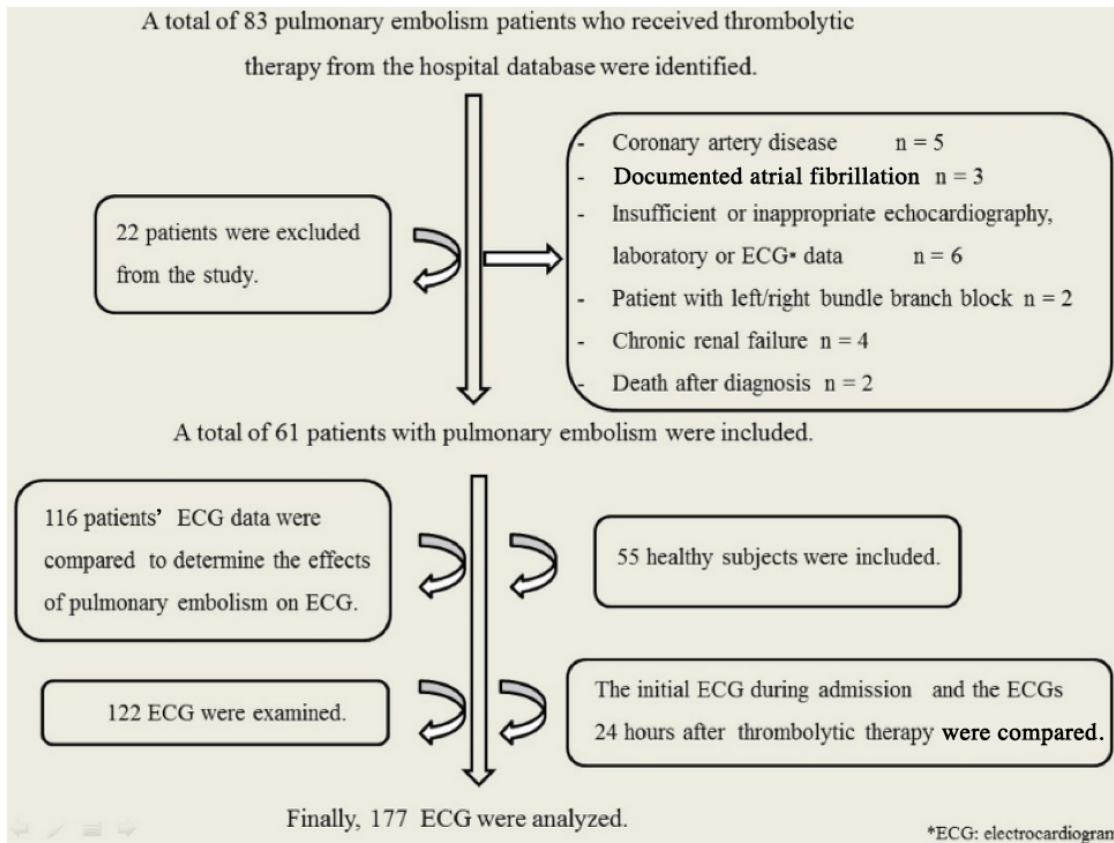 A total of 83 pulmonary embolism patients who received thrombolytic
therapy from the hospital database were identified.
22 patients were excluded
from the study.
- Coronary artery disease n = 5
- Documented atrial fibrillation n = 3
- Insufficient or inappropriate echocardiography,
laboratory or ECG* data n = 6
- Patient with left/right bundle branch block n = 2
- Chronic renal failure n = 4
- Death after diagnosis n = 2
A total of 61 patients with pulmonary embolism were included.
116 patients’ ECG data were
compared to determine the effects
of pulmonary embolism on ECG.
55 healthy subjects were included.
122 ECG were examined.
The initial ECG during admission and the ECGs
24 hours after thrombolytic therapy were compared.
Finally, 177 ECG were analyzed.
*ECG: electrocardiogram